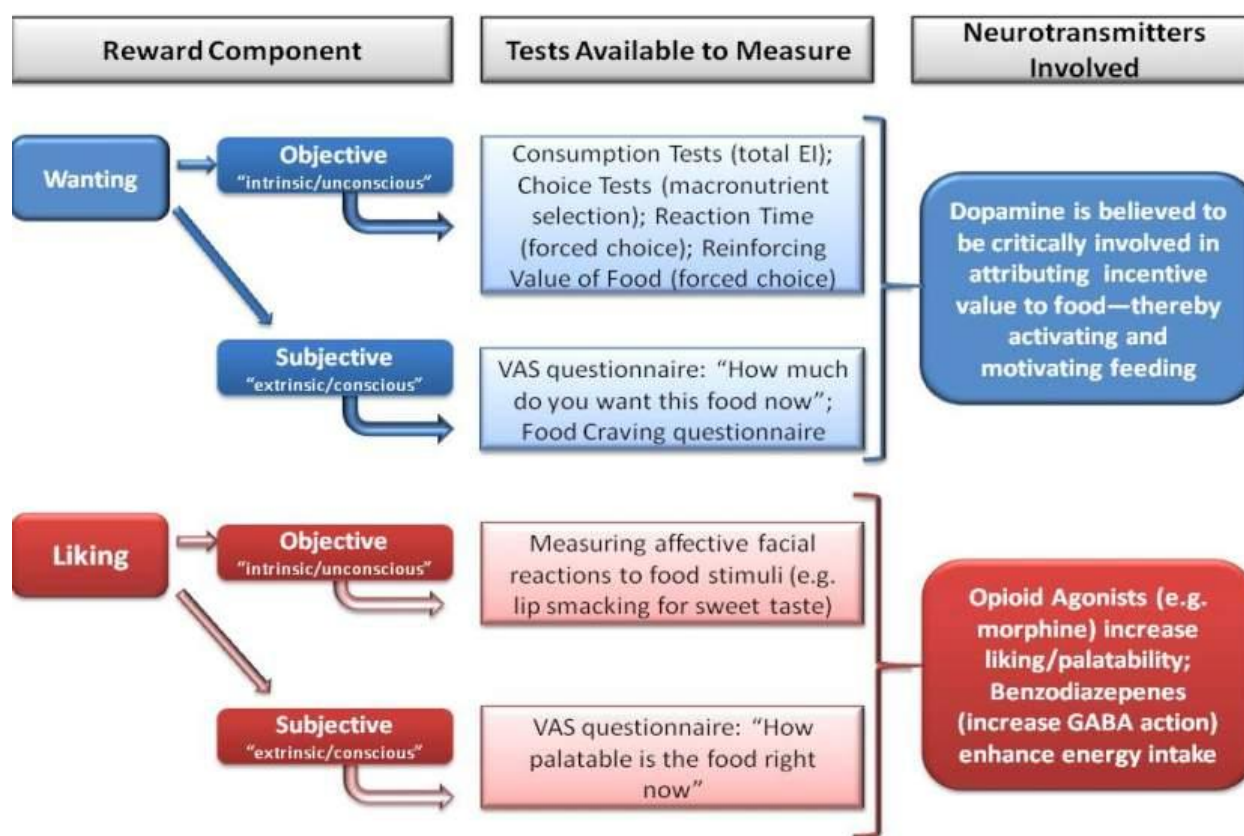 Reward Component
Tests Available to Measure
Neurotransmitters
Involved
Wanting
Objective
"intrinsic/unconscious"
Consumption Tests (total EI);
Choice Tests (macronutrient
selection); Reaction Time
(forced choice); Reinforcing
Value of Food (forced choice)
Subjective
"extrinsic/conscious"
VAS questionnaire: “How much
do you want this food now”;
Food Craving questionnaire
Dopamine is believed to
be critically involved in
attributing incentive
value to food—thereby
activating and
motivating feeding
Liking
Objective
"intrinsic/unconscious"
Measuring affective facial
reactions to food stimuli (e.g.
lip smacking for sweet taste)
Subjective
"extrinsic/conscious"
VAS questionnaire: “How
palatable is the food right
now”
Opioid Agonists (e.g.
morphine) increase
liking/palatability;
Benzodiazepenes
(increase GABA action)
enhance energy intake